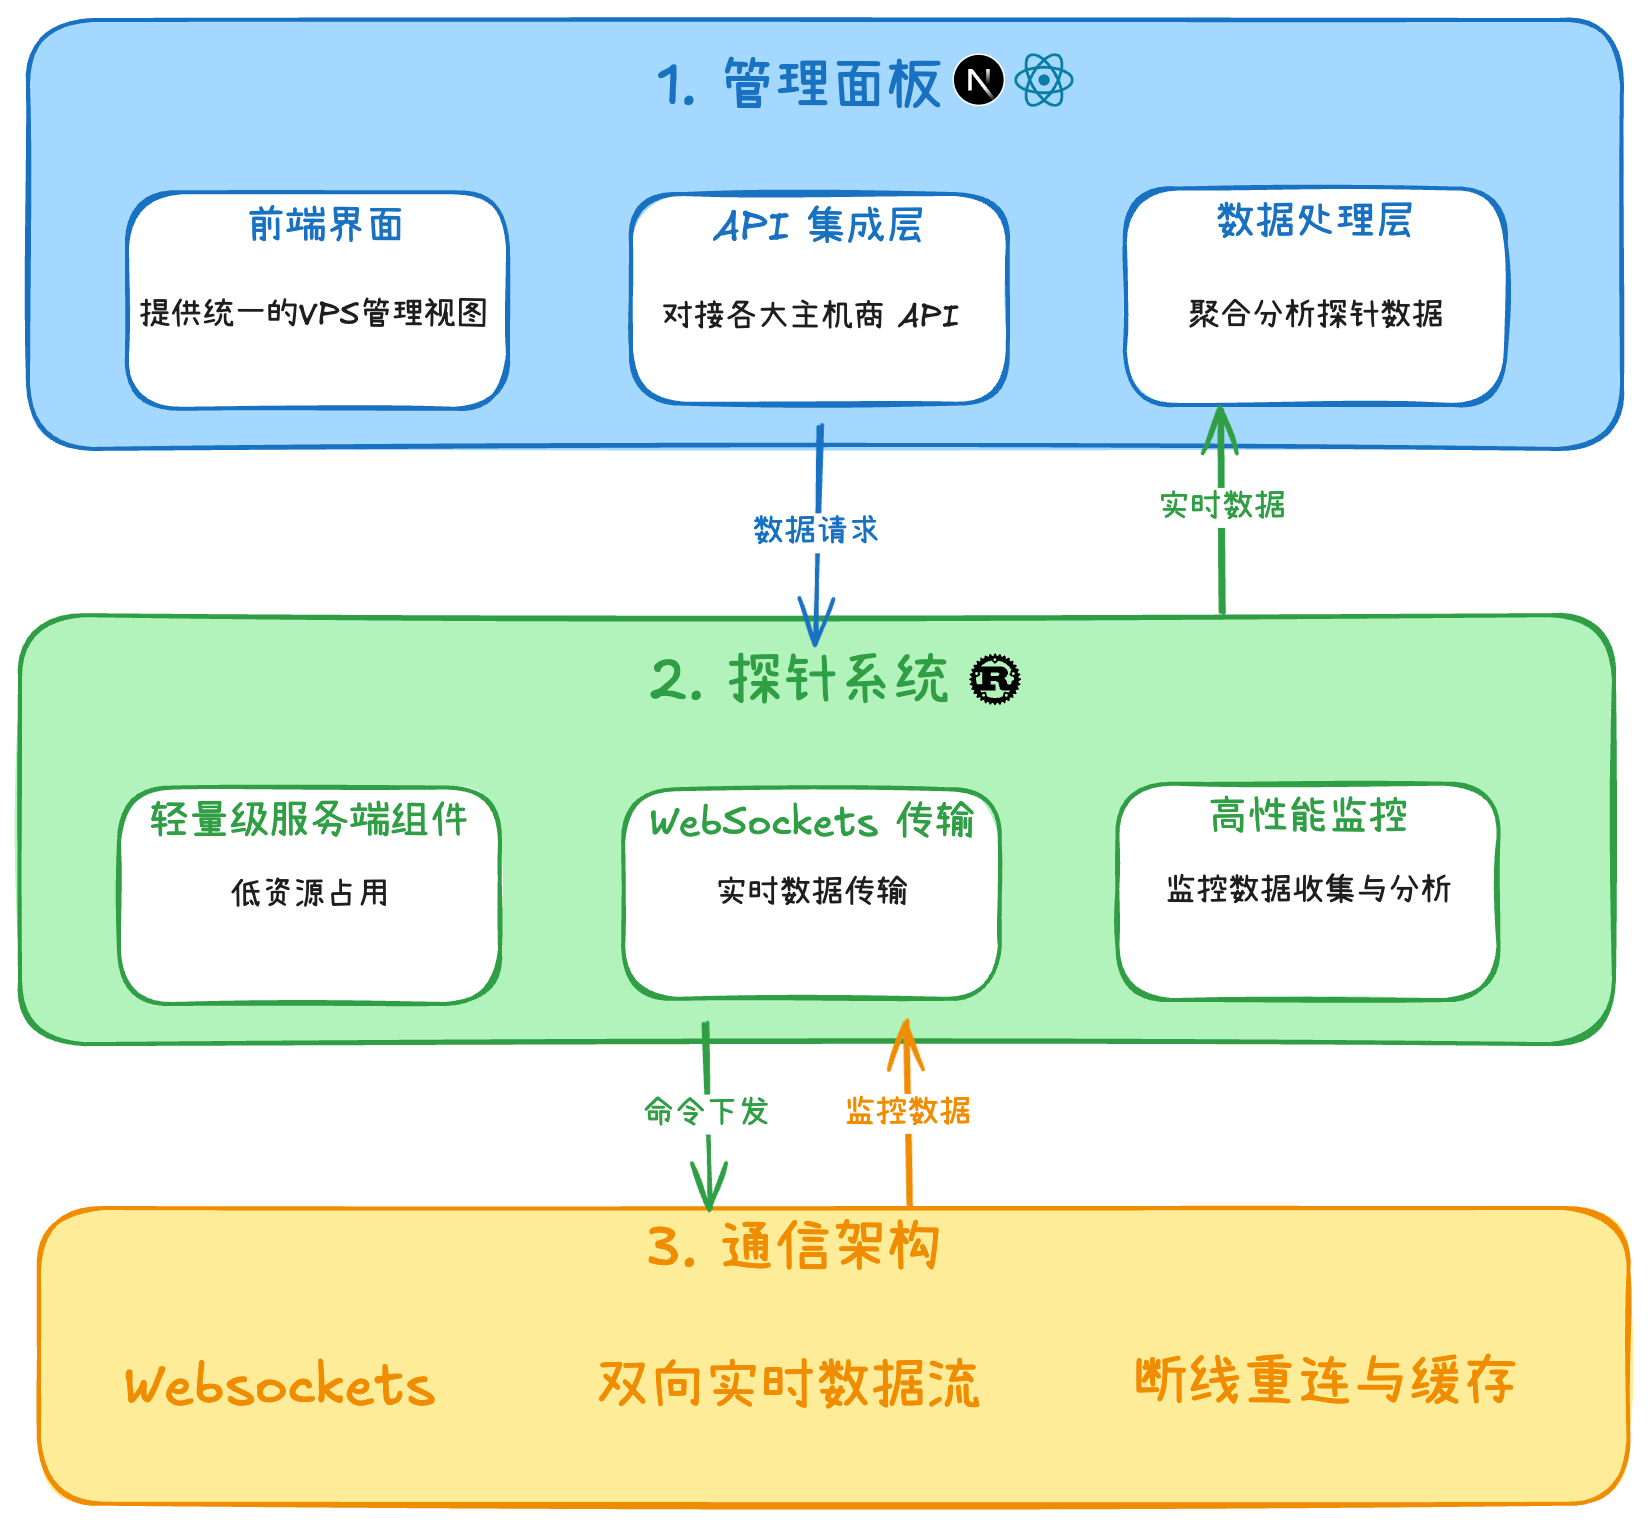 1. 管理面板
前端界面
提供统一的VPS管理视图
API 集成层
对接各大主机商 API
数据处理层
聚合分析探针数据
数据请求
实时数据
2. 探针系统
轻量级服务端组件
低资源占用
WebSockets 传输
实时数据传输
高性能监控
监控数据收集与分析
命令下发
监控数据
3. 通信架构
Websockets
双向实时数据流
断线重连与缓存